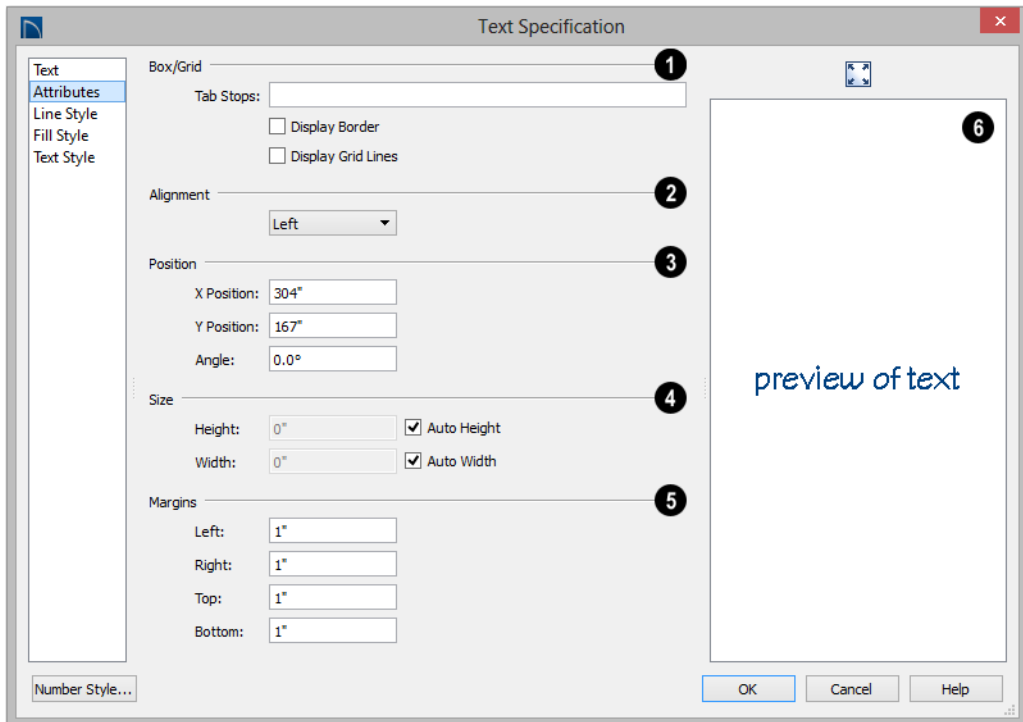 Text Specification
Text
Attributes
Line Style
Fill Style
Text Style
Box/Grid 1
Tab Stops:
Display Border
Display Grid Lines
Alignment 2
Left
Position 3
X Position: 304"
Y Position: 167"
Angle: 0.0°
Size 4
Height: 0" Auto Height
Width: 0" Auto Width
Margins 5
Left: 1"
Right: 1"
Top: 1"
Bottom: 1"
6
preview of text
Number Style... OK Cancel Help